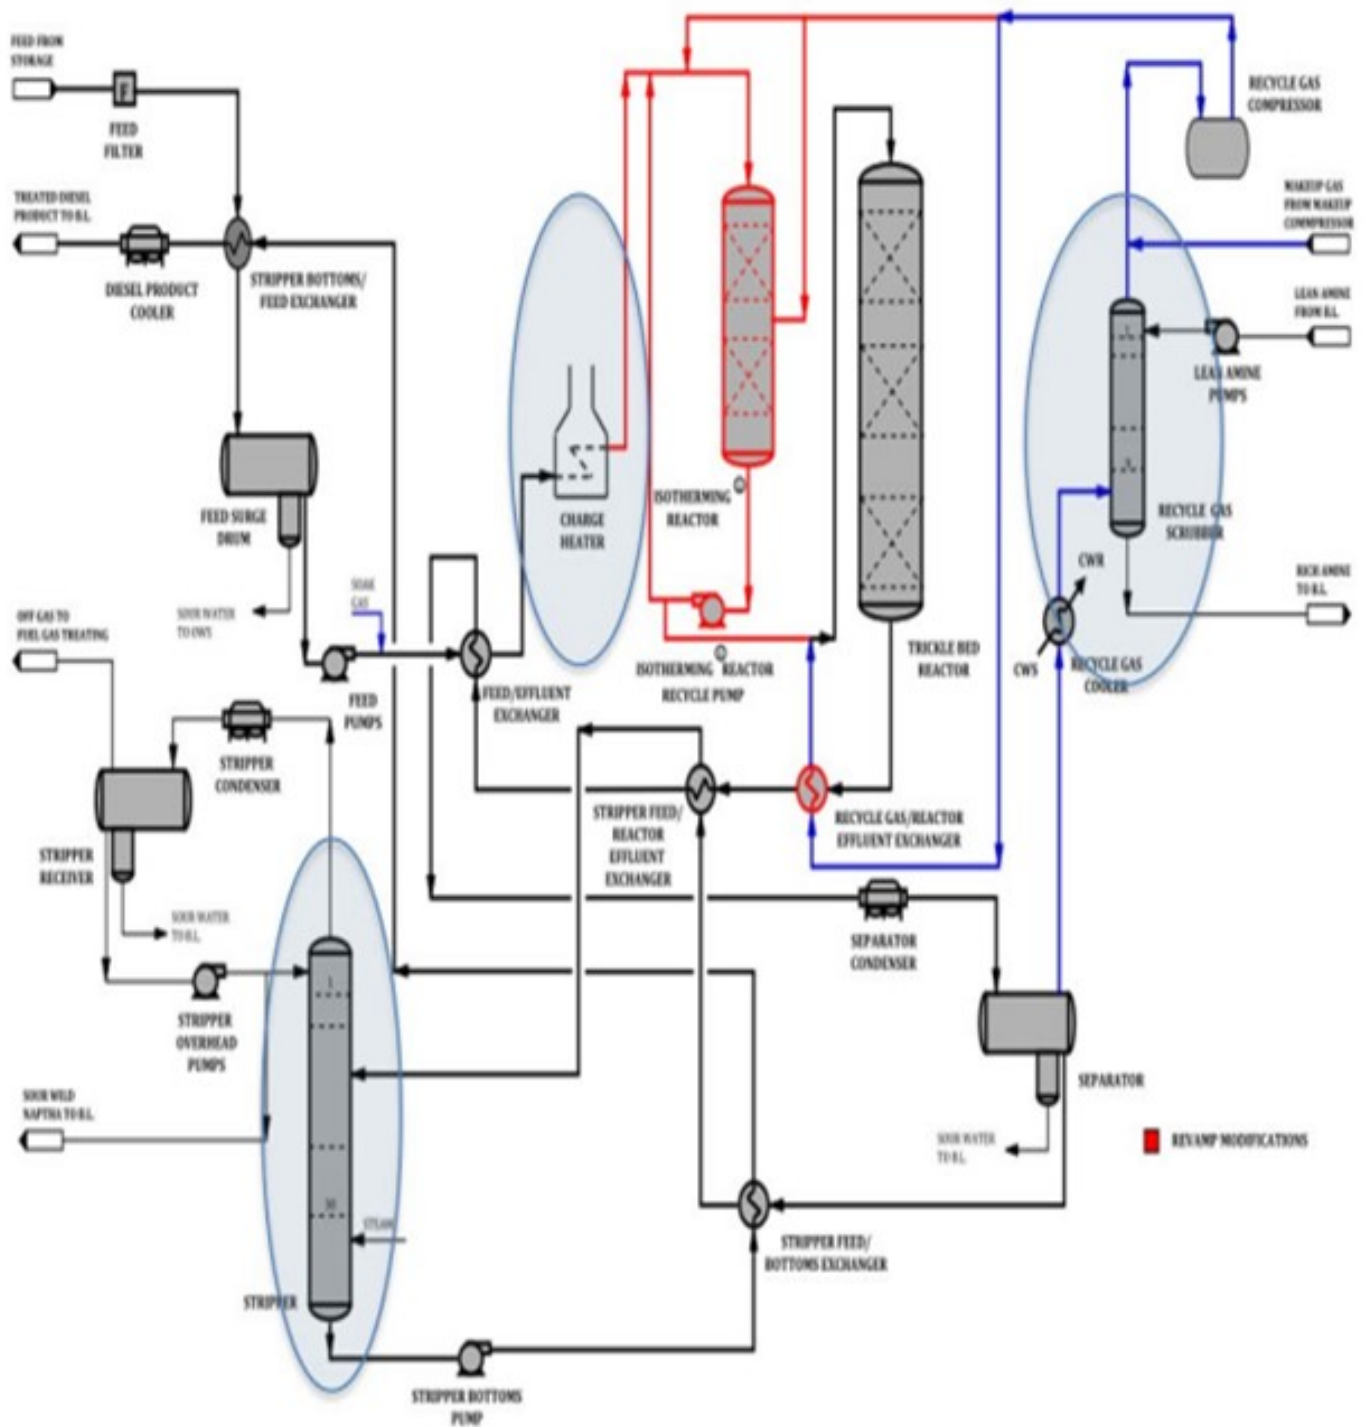 FEED FROM
STORAGE
FEED
FILTER
TREATED DIESEL
PRODUCT TO B.L.
DIESEL PRODUCT
COOLER
STRIPPER BOTTOMS/
FEED EXCHANGER
FEED SURGE
DRUM
SOUR WATER
TO OWS
SOAK
GAS
OFF GAS TO
FUEL GAS TREATING
FEED
PUMPS
FEED/EFFLUENT
EXCHANGER
CHARGE
HEATER
ISOTHERMING
REACTOR
ISOTHERMING REACTOR
RECYCLE PUMP
TRICKLE BED
REACTOR
RECYCLE GAS
COMPRESSOR
MAKEUP GAS
FROM MAKEUP
COMMPRESSOR
LEAN AMINE
FROM B.L.
LEAN AMINE
PUMPS
RECYCLE GAS
SCRUBBER
CWR
RICH AMINE
TO B.L.
CWS
RECYCLE GAS
COOLER
STRIPPER
CONDENSER
STRIPPER
RECEIVER
SOUR WATER
TO B.L.
STRIPPER FEED/
REACTOR
EFFLUENT
EXCHANGER
RECYCLE GAS/REACTOR
EFFLUENT EXCHANGER
SEPARATOR
CONDENSER
STRIPPER
OVERHEAD
PUMPS
1
SEPARATOR
SOUR WILD
NAPTHA TO B.L.
SOUR WATER
TO B.L.
REVAMP MODIFICATIONS
30
STEAM
STRIPPER FEED/
BOTTOMS EXCHANGER
STRIPPER
STRIPPER BOTTOMS
PUMP